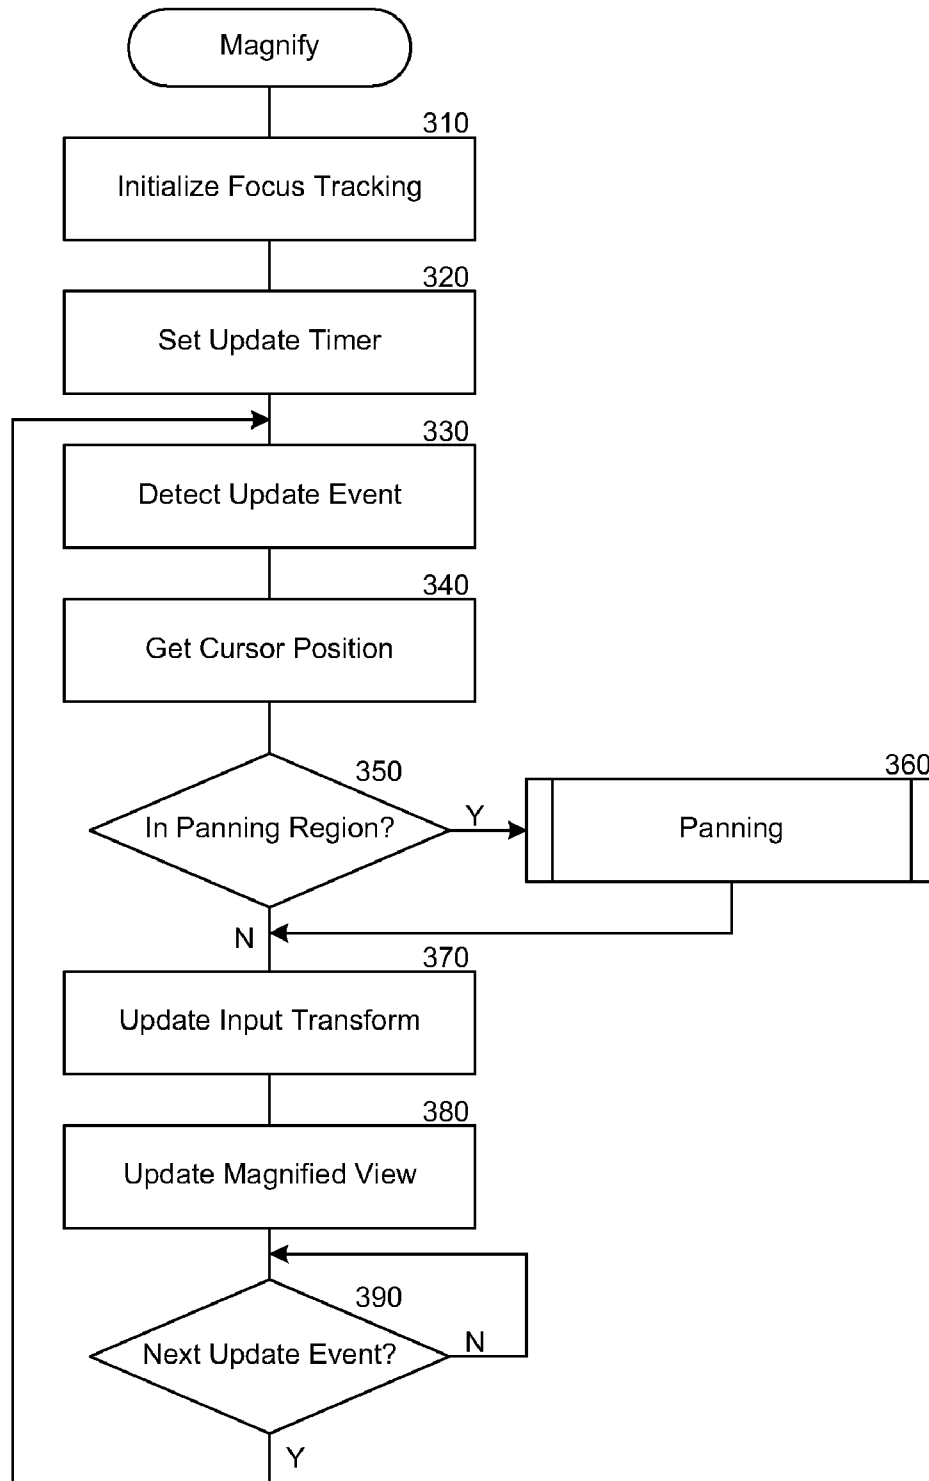 Magnify
310
Initialize Focus Tracking
320
Set Update Timer
330
Detect Update Event
340
Get Cursor Position
350
In Panning Region?
Y
360
Panning
N
370
Update Input Transform
380
Update Magnified View
390
Next Update Event?
N
Y